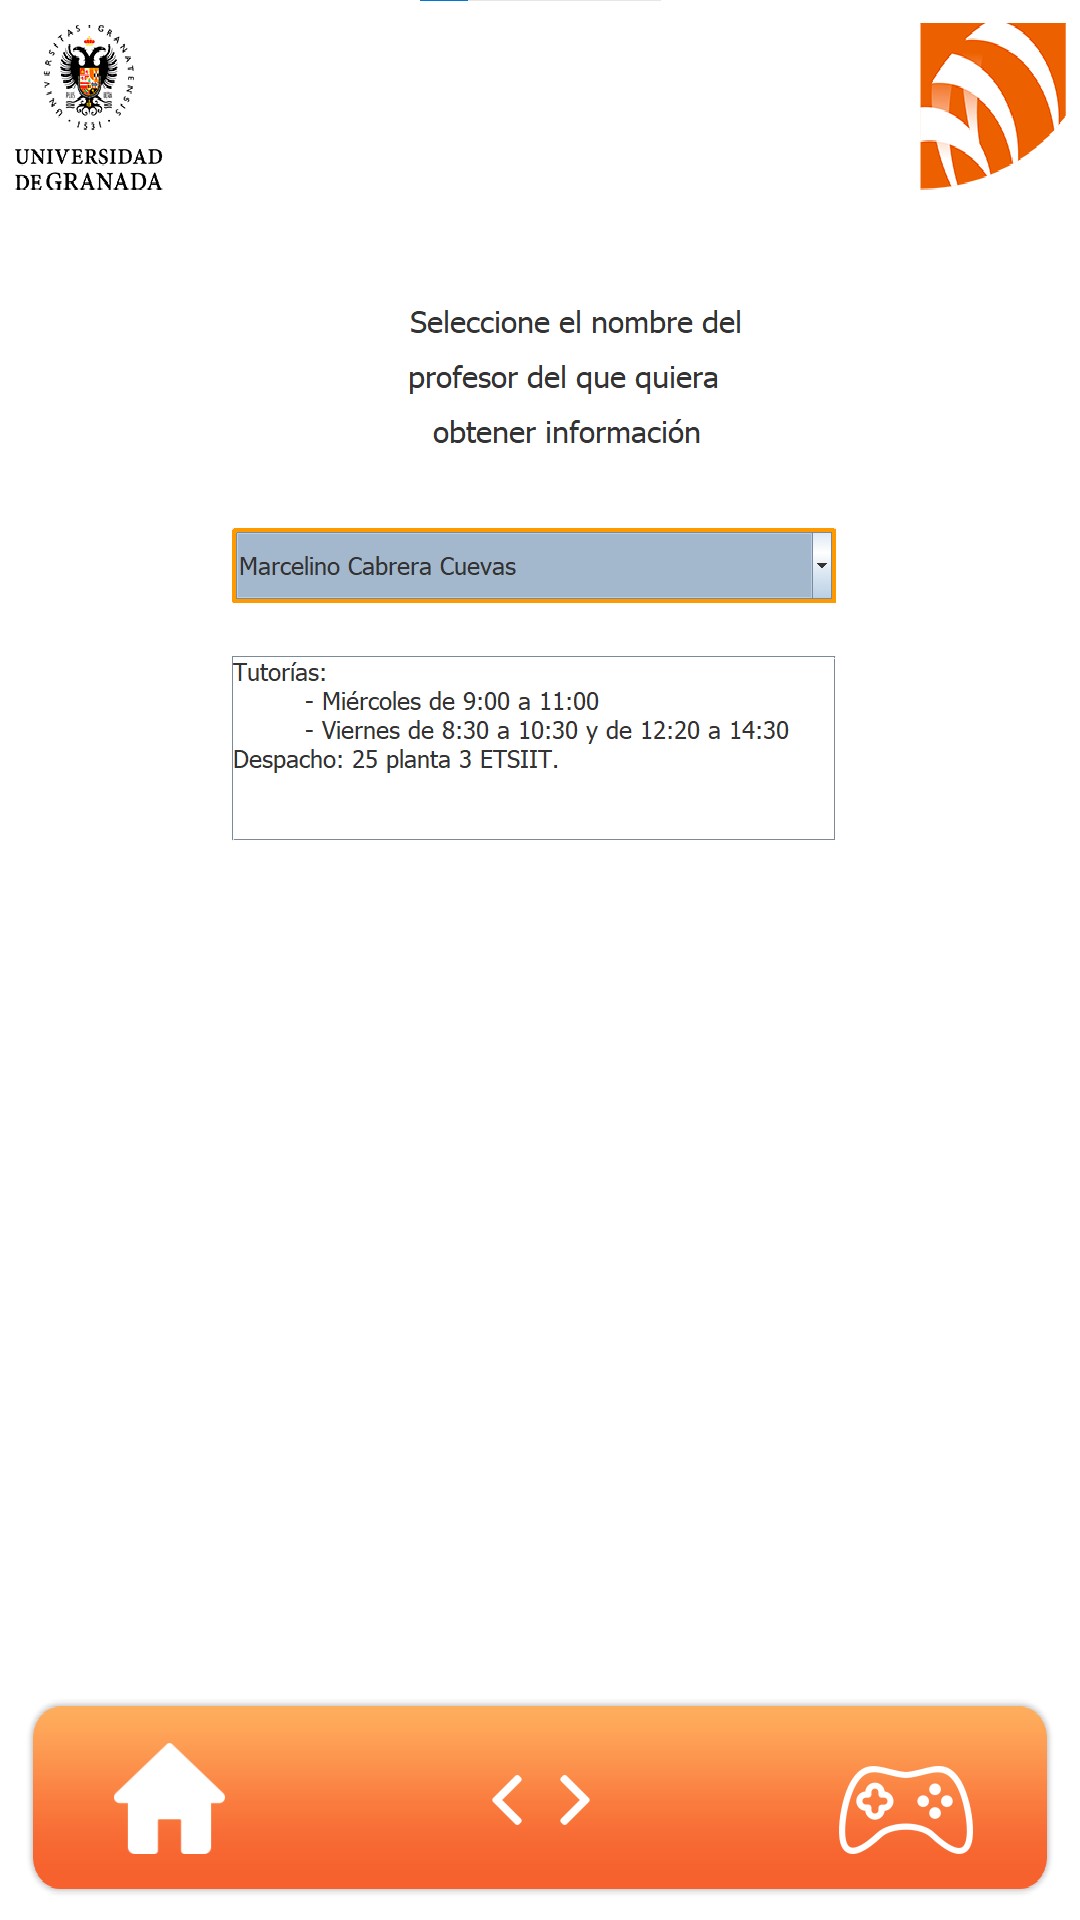 UNIVERSITAS · GRANATENSIS · 1531 ·
UNIVERSIDAD
DE GRANADA
Seleccione el nombre del
profesor del que quiera
obtener información
Marcelino Cabrera Cuevas
Tutorías:
- Miércoles de 9:00 a 11:00
- Viernes de 8:30 a 10:30 y de 12:20 a 14:30
Despacho: 25 planta 3 ETSIIT.